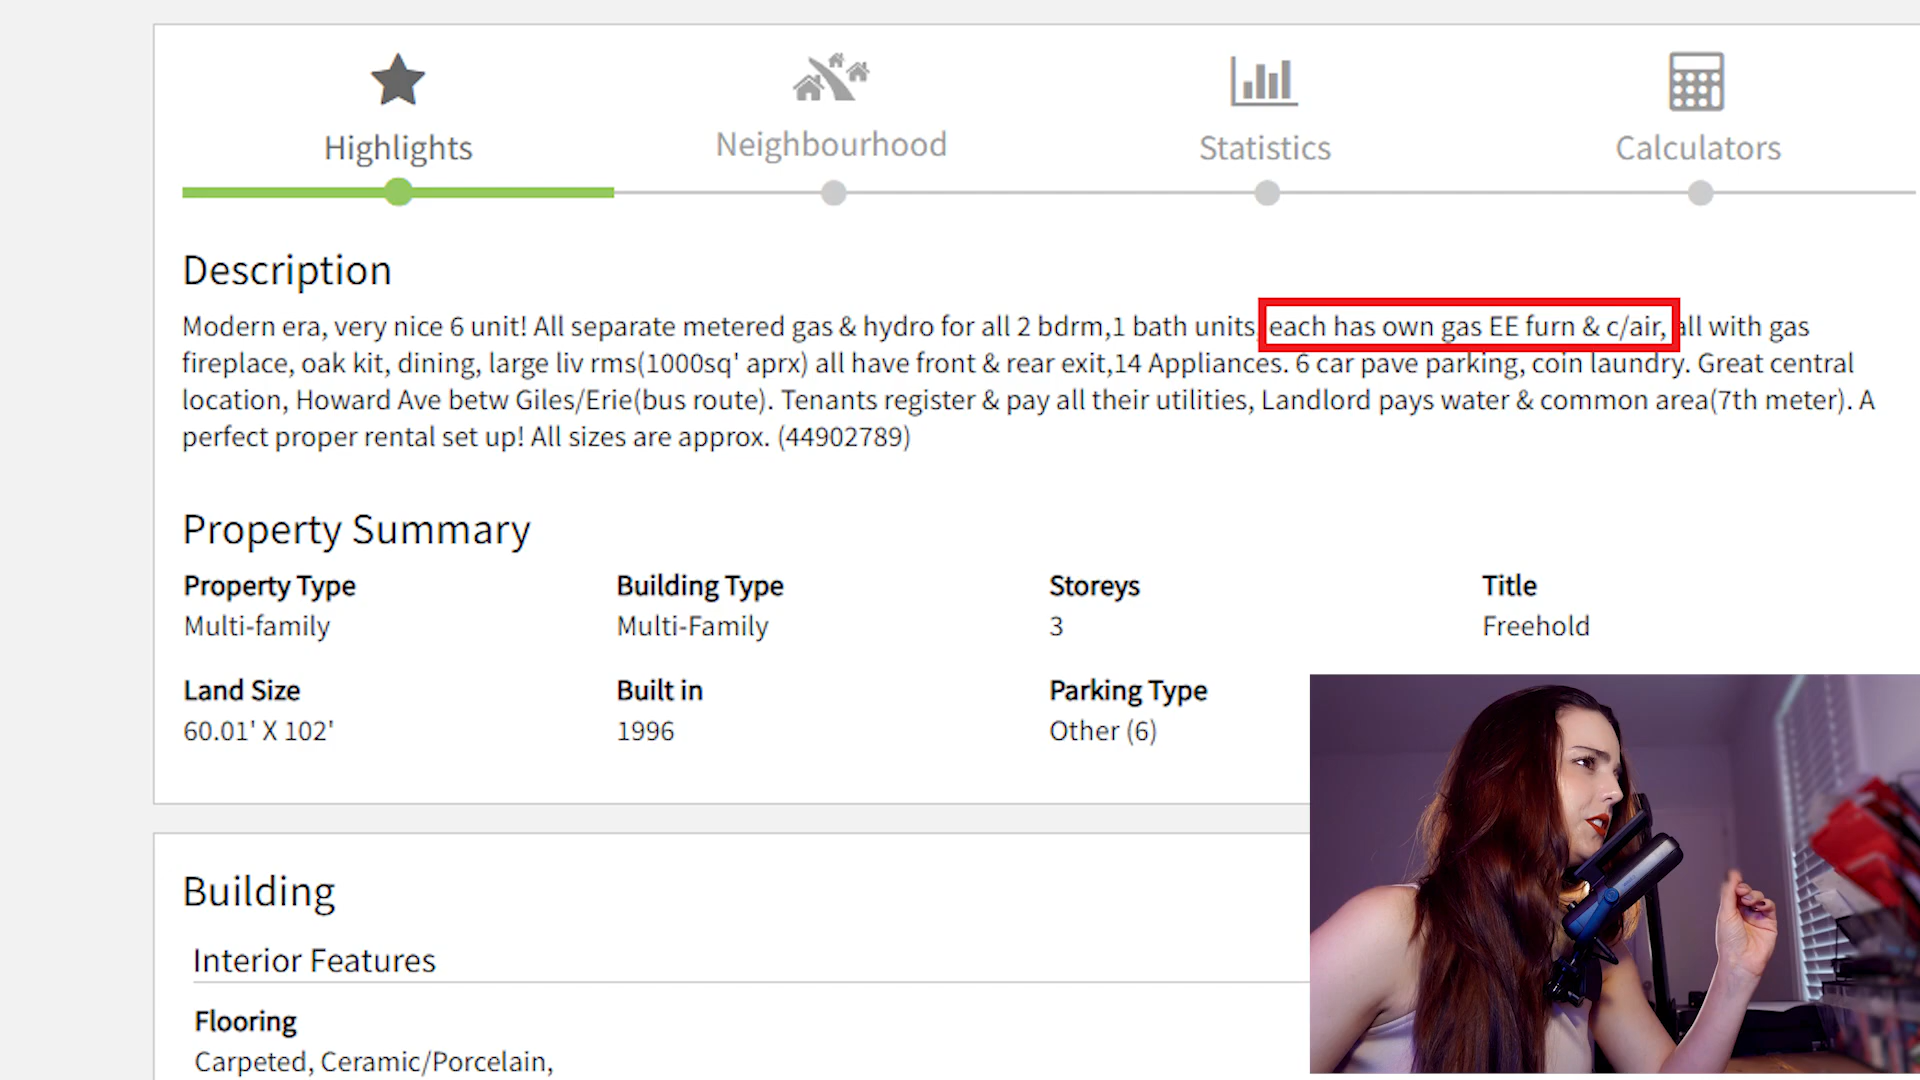 Highlights
Neighbourhood
Statistics
Calculators
Description
Modern era, very nice 6 unit! All separate metered gas & hydro for all 2 bdrm,1 bath units, each has own gas EE furn & c/air, all with gas
fireplace, oak kit, dining, large liv rms(1000sq' aprx) all have front & rear exit,14 Appliances. 6 car pave parking, coin laundry. Great central
location, Howard Ave betw Giles/Erie(bus route). Tenants register & pay all their utilities, Landlord pays water & common area(7th meter). A
perfect proper rental set up! All sizes are approx. (44902789)
Property Summary
Property Type
Multi-family
Building Type
Multi-Family
Storeys
3
Title
Freehold
Land Size
60.01' X 102'
Built in
1996
Parking Type
Other (6)
Building
Interior Features
Flooring
Carpeted, Ceramic/Porcelain,